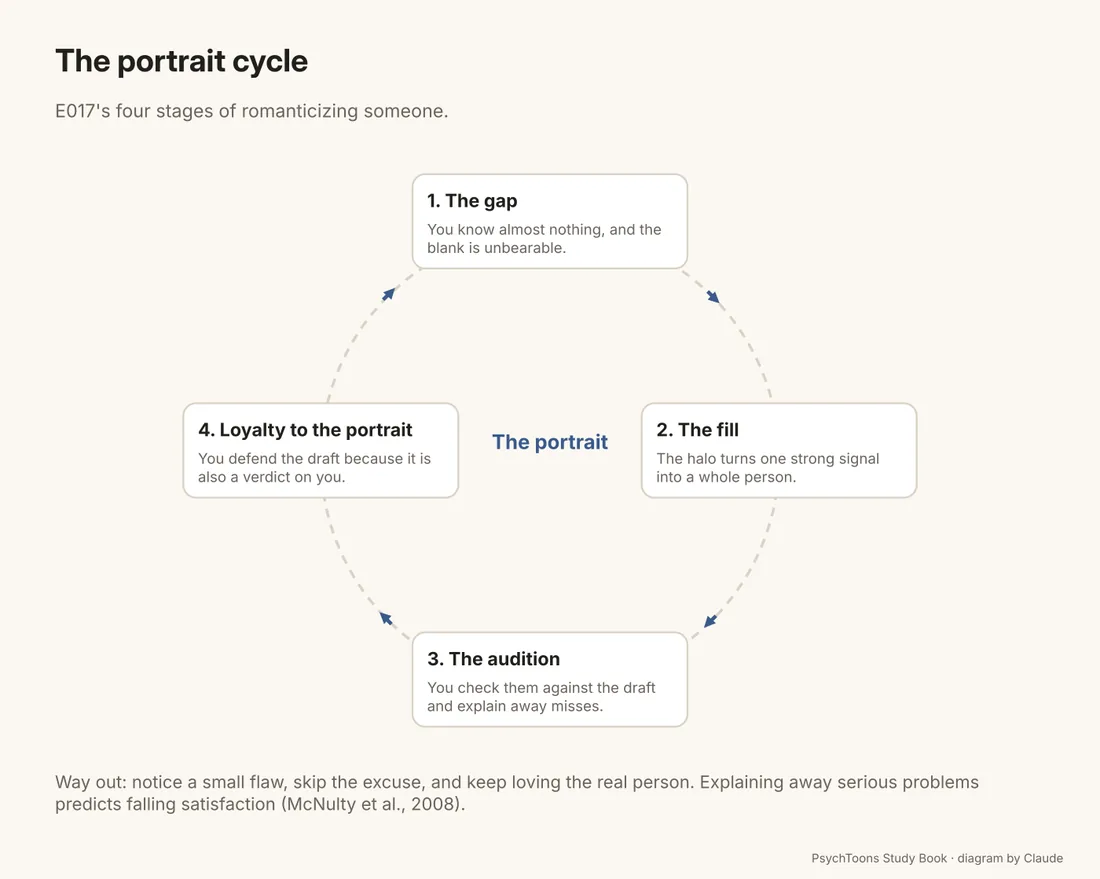 The portrait cycle
E017's four stages of romanticizing someone.
1. The gap
You know almost nothing, and the
blank is unbearable.
4. Loyalty to the portrait
You defend the draft because it is
also a verdict on you.
The portrait
2. The fill
The halo turns one strong signal
into a whole person.
3. The audition
You check them against the draft
and explain away misses.
Way out: notice a small flaw, skip the excuse, and keep loving the real person. Explaining away serious problems
predicts falling satisfaction (McNulty et al., 2008).
PsychToons Study Book · diagram by Claude